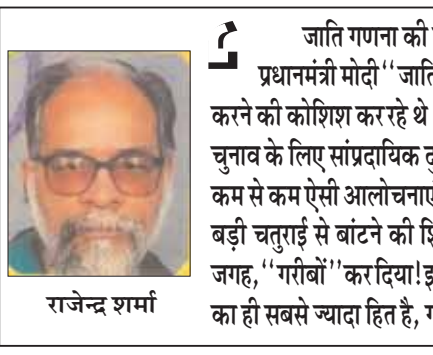 जाति गणना की
प्रधानमंत्री मोदी ‘‘जाति
करने की कोशिश कर रहे थे
चुनाव के लिए सांप्रदायिक
कम से कम ऐसी आलोचनाएं
बड़ी चतुराई से बांटने की
जगह, ‘‘गरीबों’’ कर दिया!
का ही सबसे ज्यादा हित है,
राजेन्द्र शर्मा